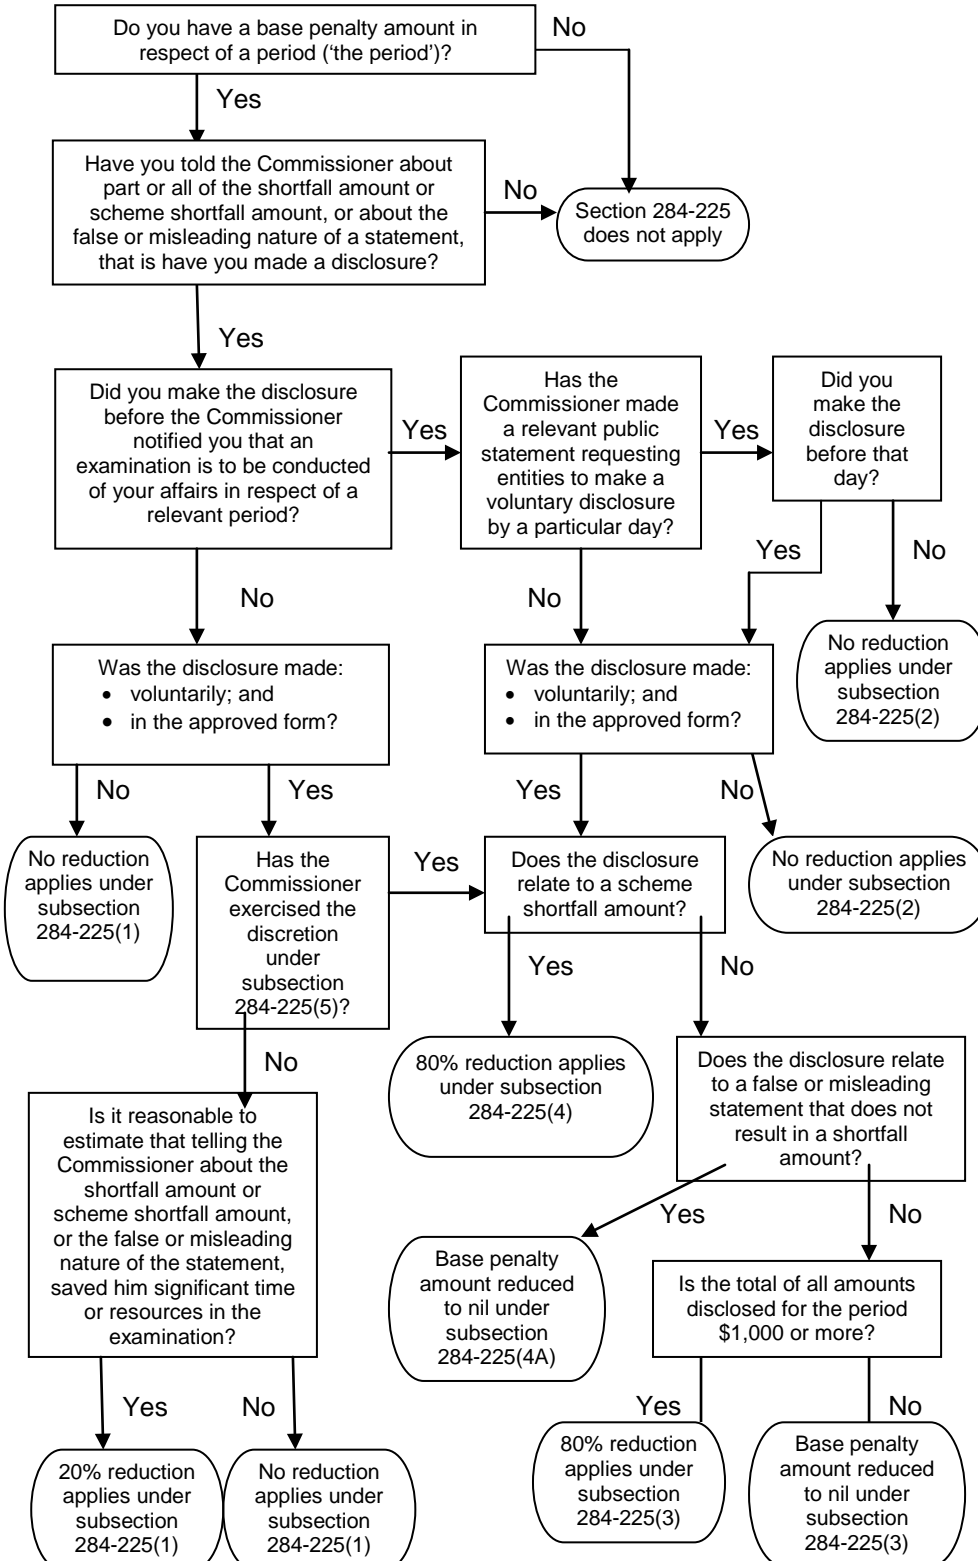 Do you have a base penalty amount in
respect of a period (‘the period’)?
No
Yes
Have you told the Commissioner about
part or all of the shortfall amount or
scheme shortfall amount, or about the
false or misleading nature of a statement,
that is have you made a disclosure?
No
Section 284-225
does not apply
Yes
Did you make the disclosure
before the Commissioner
notified you that an
examination is to be conducted
of your affairs in respect of a
relevant period?
Yes
Has the
Commissioner made
a relevant public
statement requesting
entities to make a
voluntary disclosure
by a particular day?
Yes
Did you
make the
disclosure
before that
day?
No
No
Yes
No
Was the disclosure made:
• voluntarily; and
• in the approved form?
Was the disclosure made:
• voluntarily; and
• in the approved form?
No reduction
applies under
subsection
284-225(2)
No
Yes
Yes
No
No reduction
applies under
subsection
284-225(1)
Has the
Commissioner
exercised the
discretion
under
subsection
284-225(5)?
Yes
Does the disclosure
relate to a scheme
shortfall amount?
No reduction applies
under subsection
284-225(2)
Yes
No
No
80% reduction applies
under subsection
284-225(4)
Does the disclosure relate
to a false or misleading
statement that does not
result in a shortfall
amount?
Is it reasonable to
estimate that telling the
Commissioner about the
shortfall amount or
scheme shortfall amount,
or the false or misleading
nature of the statement,
saved him significant time
or resources in the
examination?
Yes
No
Base penalty
amount reduced
to nil under
subsection
284-225(4A)
Is the total of all amounts
disclosed for the period
$1,000 or more?
Yes
No
Yes
No
20% reduction
applies under
subsection
284-225(1)
No reduction
applies under
subsection
284-225(1)
80% reduction
applies under
subsection
284-225(3)
Base penalty
amount reduced
to nil under
subsection
284-225(3)